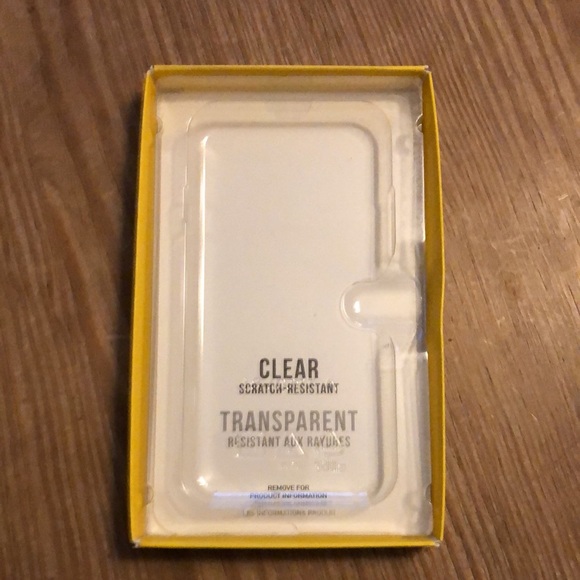 CLEAR
SCRATCH-RESISTANT
TRANSPARENT
RÉSISTANT AUX RAYURES
REMOVE FOR
PRODUCT INFORMATION